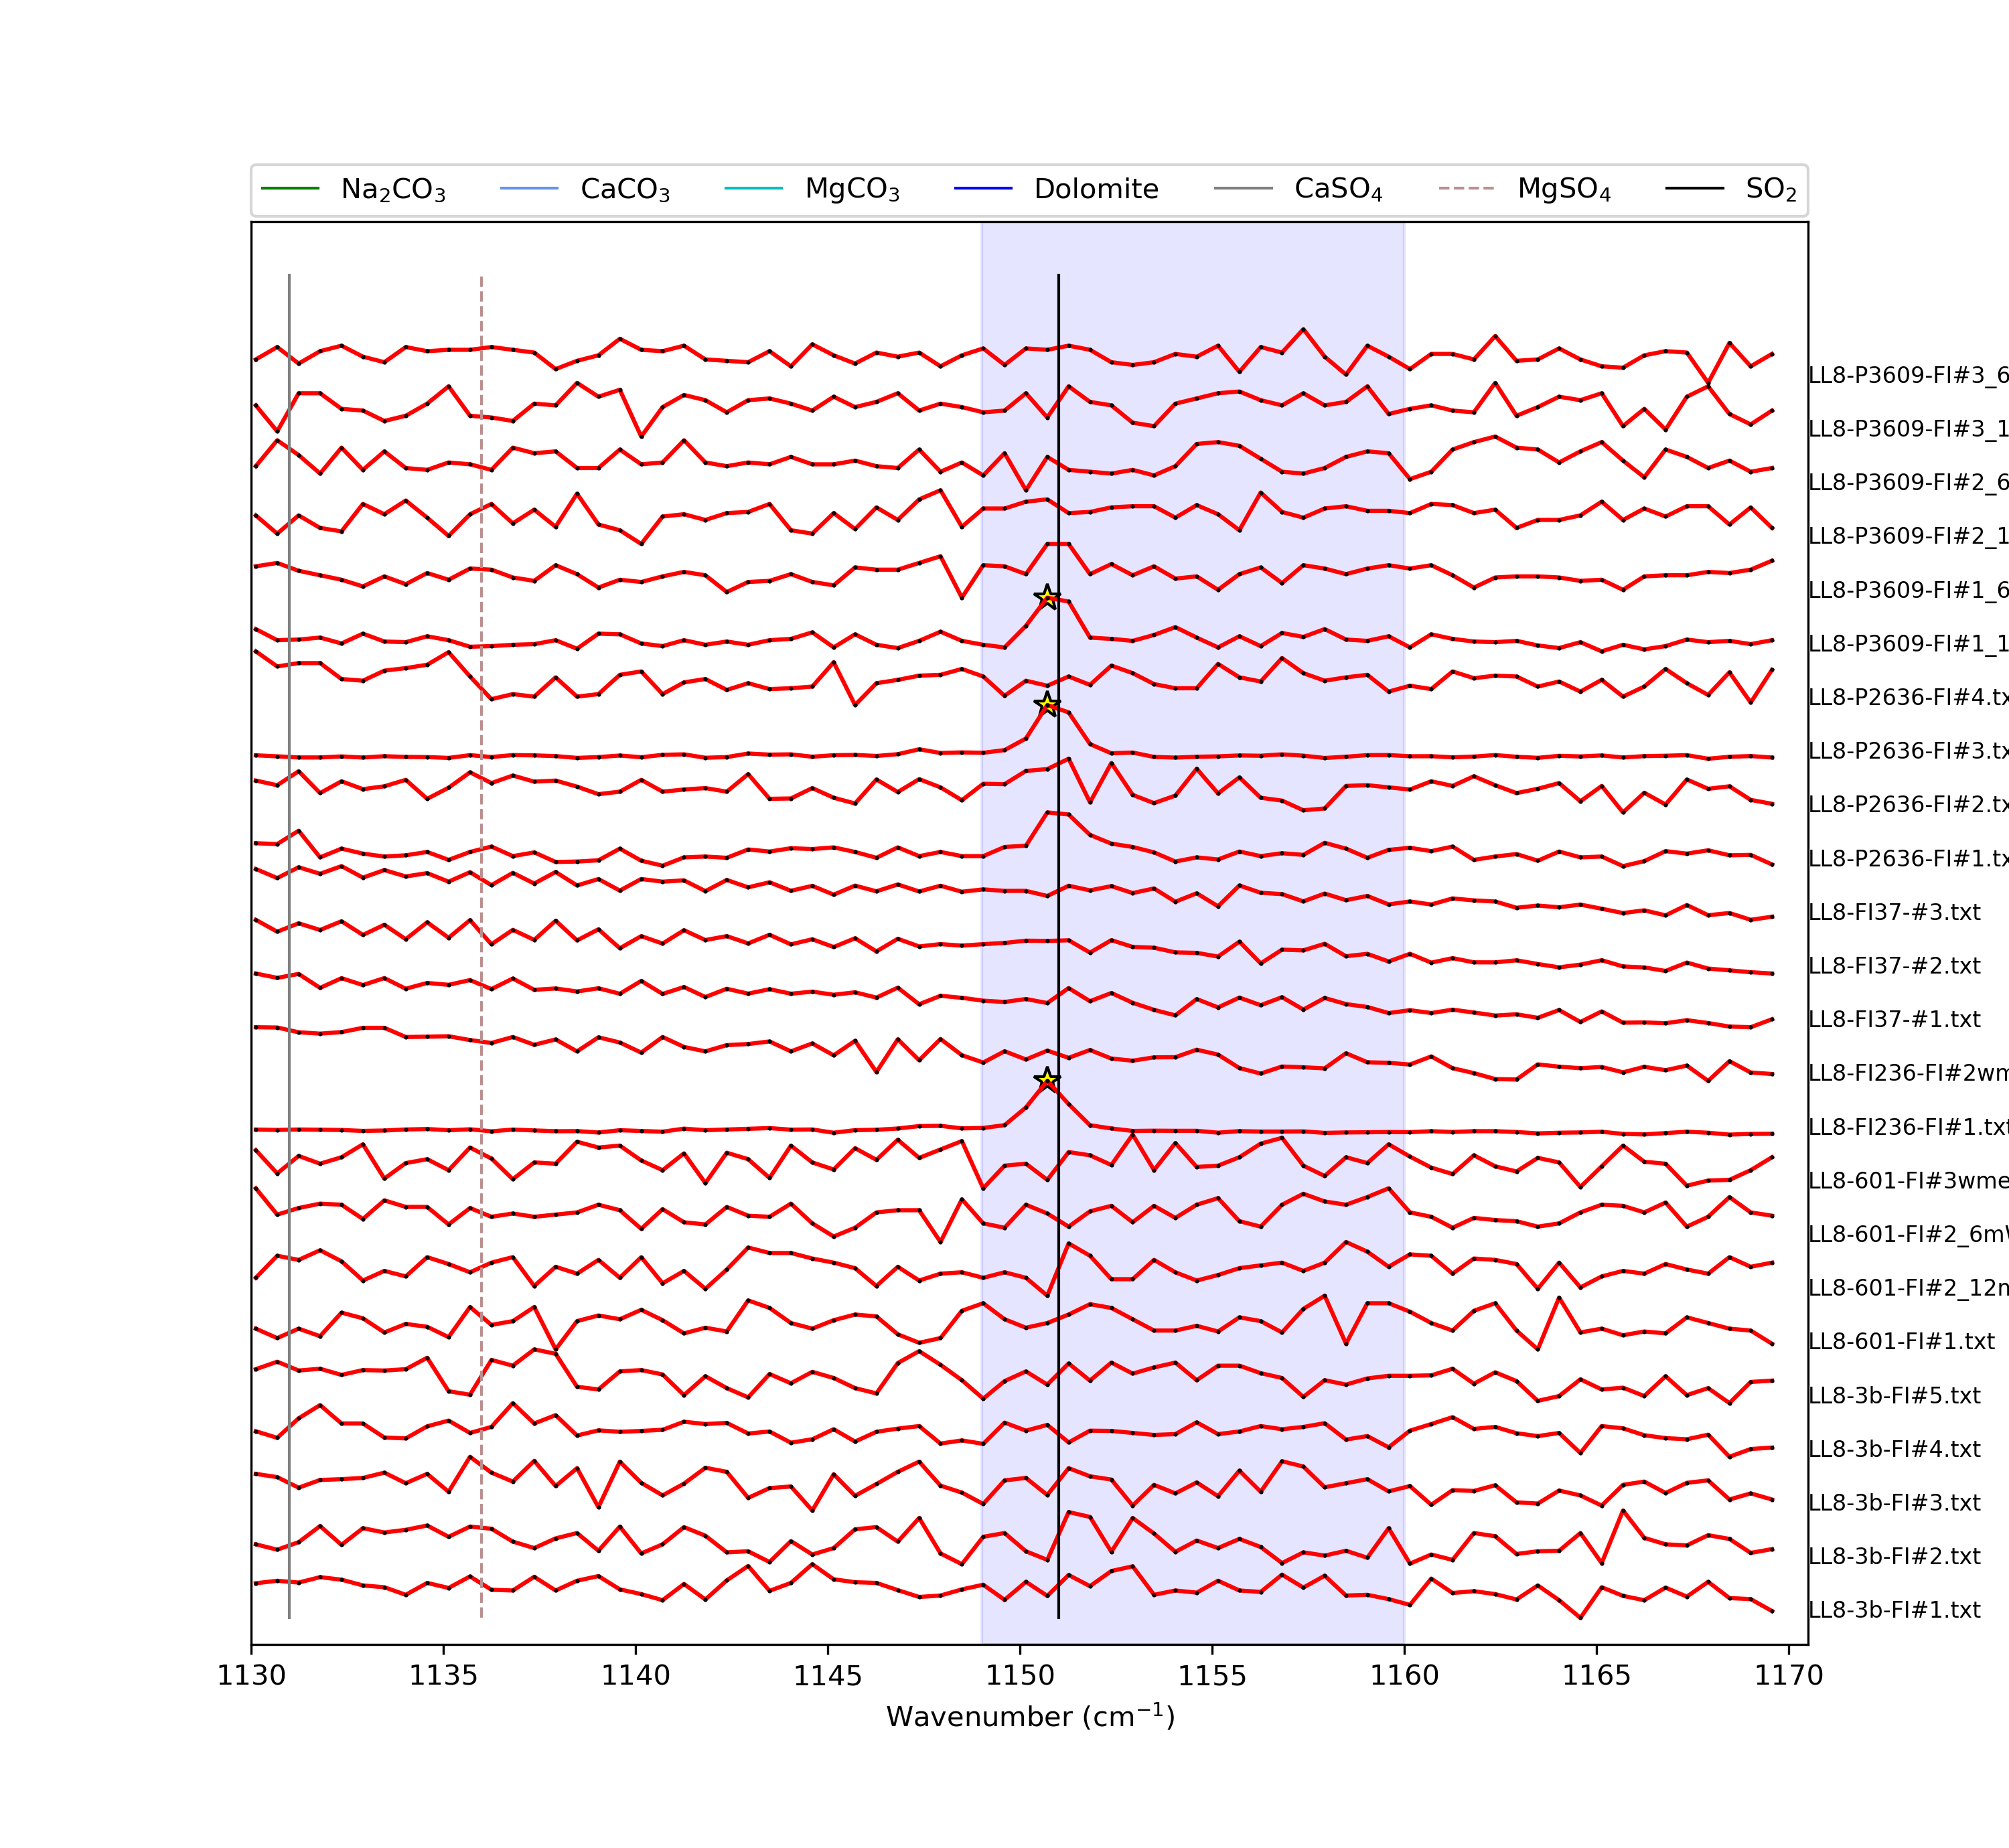 Na₂CO₃ CaCO₃ MgCO₃ Dolomite CaSO₄ MgSO₄ SO₂
LL8-P3609-FI#3_6
LL8-P3609-FI#3_1
LL8-P3609-FI#2_6
LL8-P3609-FI#2_1
LL8-P3609-FI#1_6
LL8-P3609-FI#1_1
LL8-P2636-FI#4.tx
LL8-P2636-FI#3.tx
LL8-P2636-FI#2.tx
LL8-P2636-FI#1.tx
LL8-FI37-#3.txt
LL8-FI37-#2.txt
LL8-FI37-#1.txt
LL8-FI236-FI#2wm
LL8-FI236-FI#1.txt
LL8-601-FI#3wme
LL8-601-FI#2_6m
LL8-601-FI#2_12
LL8-601-FI#1.txt
LL8-3b-FI#5.txt
LL8-3b-FI#4.txt
LL8-3b-FI#3.txt
LL8-3b-FI#2.txt
LL8-3b-FI#1.txt
1130 1135 1140 1145 1150 1155 1160 1165 1170
Wavenumber (cm⁻¹)